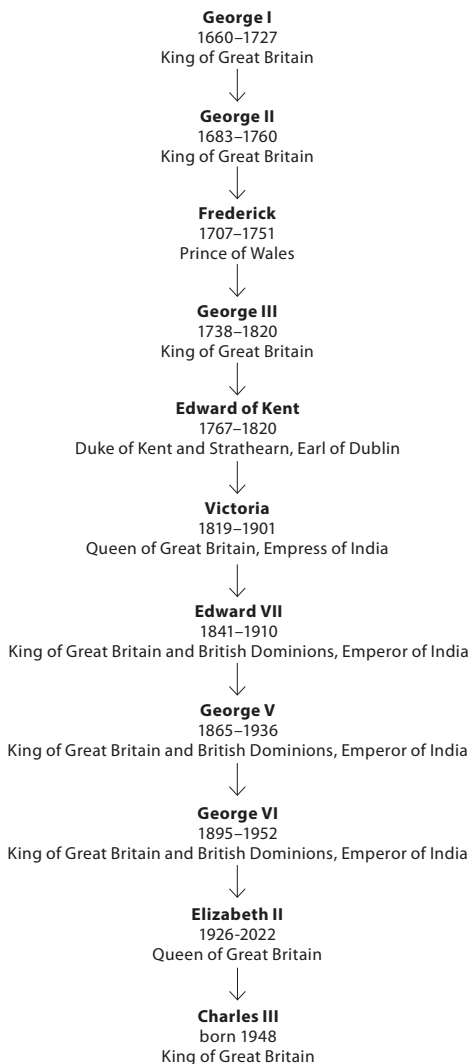 George I
1660–1727
King of Great Britain
George II
1683–1760
King of Great Britain
Frederick
1707–1751
Prince of Wales
George III
1738–1820
King of Great Britain
Edward of Kent
1767–1820
Duke of Kent and Strathearn, Earl of Dublin
Victoria
1819–1901
Queen of Great Britain, Empress of India
Edward VII
1841–1910
King of Great Britain and British Dominions, Emperor of India
George V
1865–1936
King of Great Britain and British Dominions, Emperor of India
George VI
1895–1952
King of Great Britain and British Dominions, Emperor of India
Elizabeth II
1926-2022
Queen of Great Britain
Charles III
born 1948
King of Great Britain